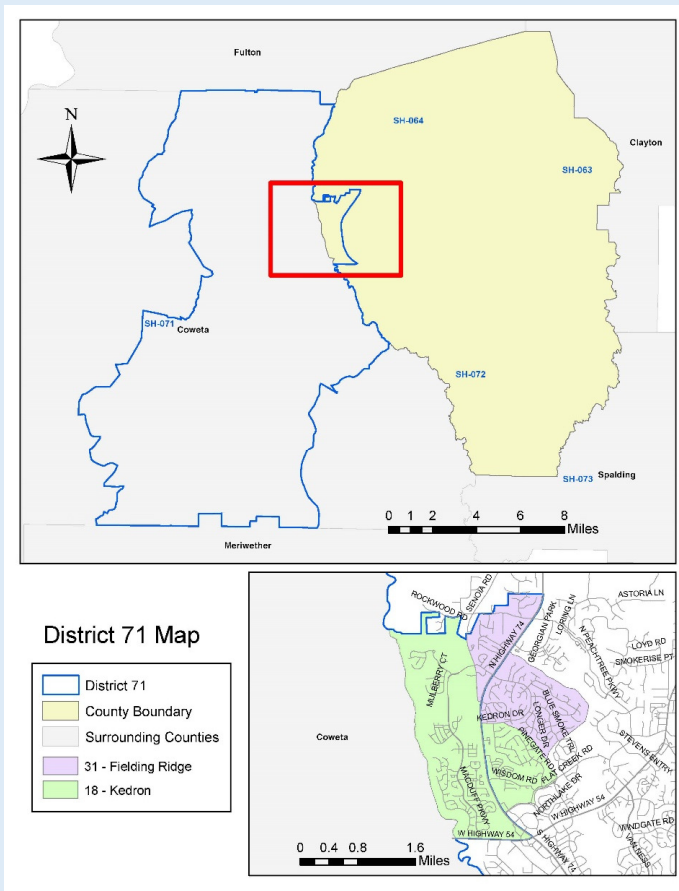 Fulton
N
SH-064
Clayton
SH-063
SH-071
Coweta
SH-072
Spalding
SH-073
0 1 2 4 6 8
Miles
Meriwether
District 71 Map
District 71
County Boundary
Surrounding Counties
31 - Fielding Ridge
18 - Kedron
ROCKWOOD RD
SENOIA RD
ASTORIA LN
N HIGHWAY 74
GEORGIAN PARK
LORING LN
N PEACHTREE PKWY
LOYD RD
SMOKERISE PT
MULBERRY CT
KEDRON DR
BLUE SMOKE TRL
LONGER DR
PINEGATE RD
FLAT CREEK RD
STEVENS ENTRY
Coweta
WISDOM RD
MACDUFF PKWY
NORTHLAKE DR
W HIGHWAY 54
WINDGATE RD
W HIGHWAY 54
S HIGHWAY 74
0 0.4 0.8 1.6
Miles